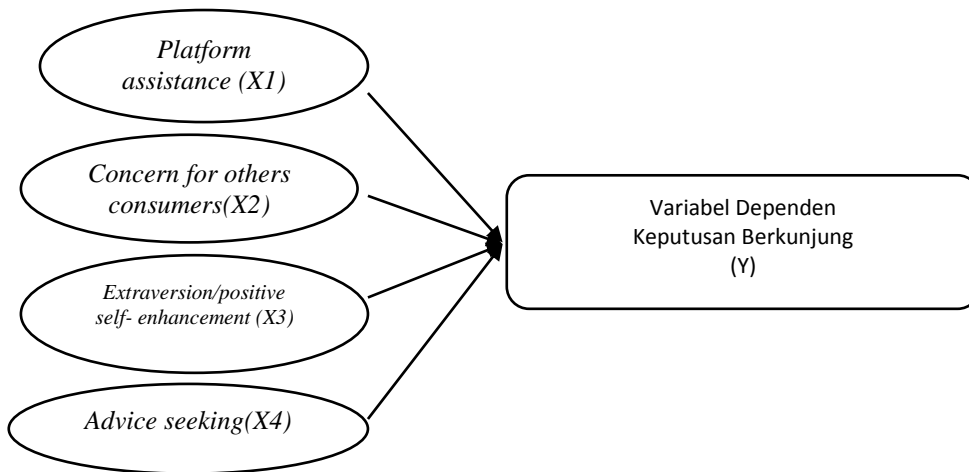 Platform
assistance (X1)
Concern for others
consumers(X2)
Extraversion/positive
self- enhancement (X3)
Advice seeking(X4)
Variabel Dependen
Keputusan Berkunjung
(Y)